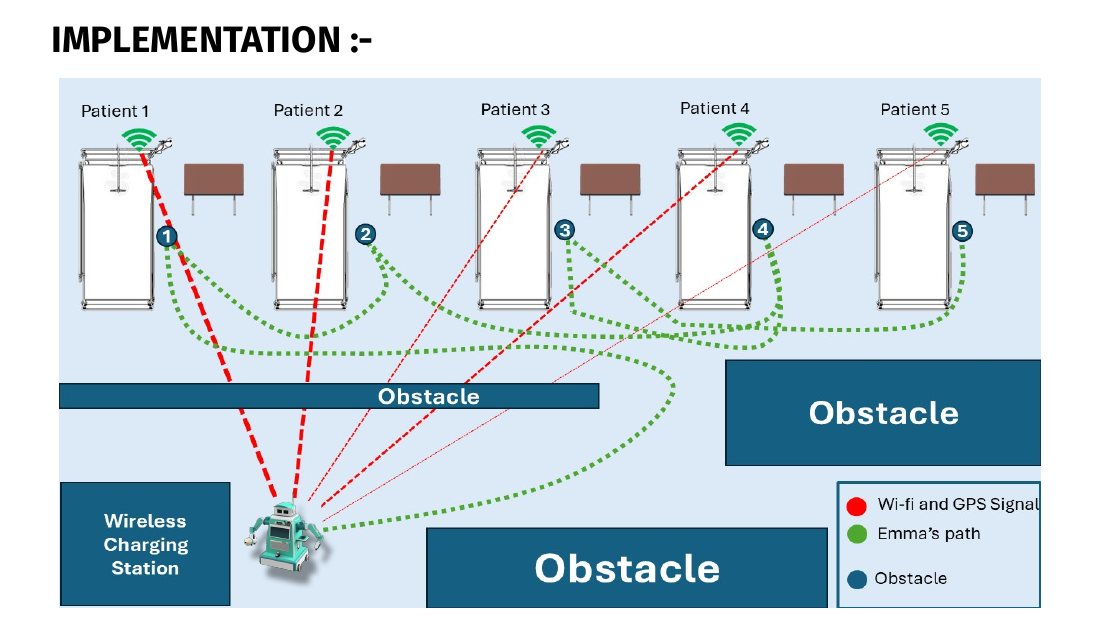 IMPLEMENTATION :-
Patient 1
Patient 2
Patient 3
Patient 4
Patient 5
1
2
3
4
5
Obstacle
Obstacle
Wireless
Charging
Station
Obstacle
Wi-fi and GPS Signal
Emma's path
Obstacle